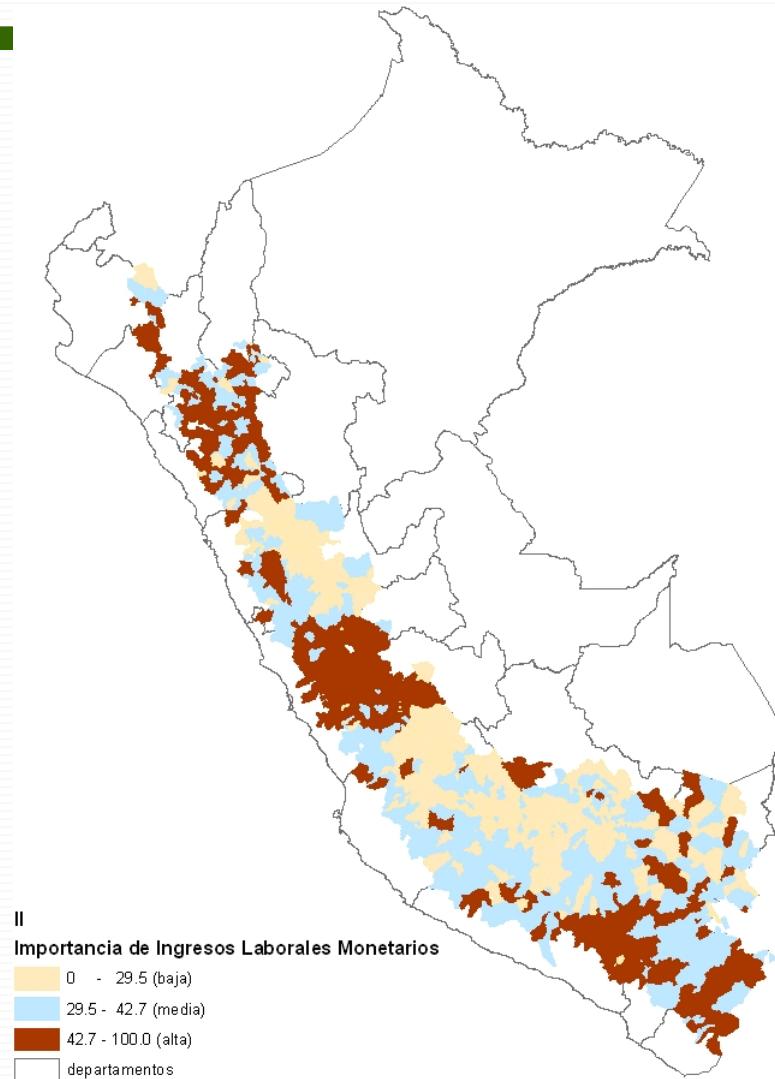 II
Importancia de Ingresos Laborales Monetarios
0 - 29.5 (baja)
29.5 - 42.7 (media)
42.7 - 100.0 (alta)
departamentos